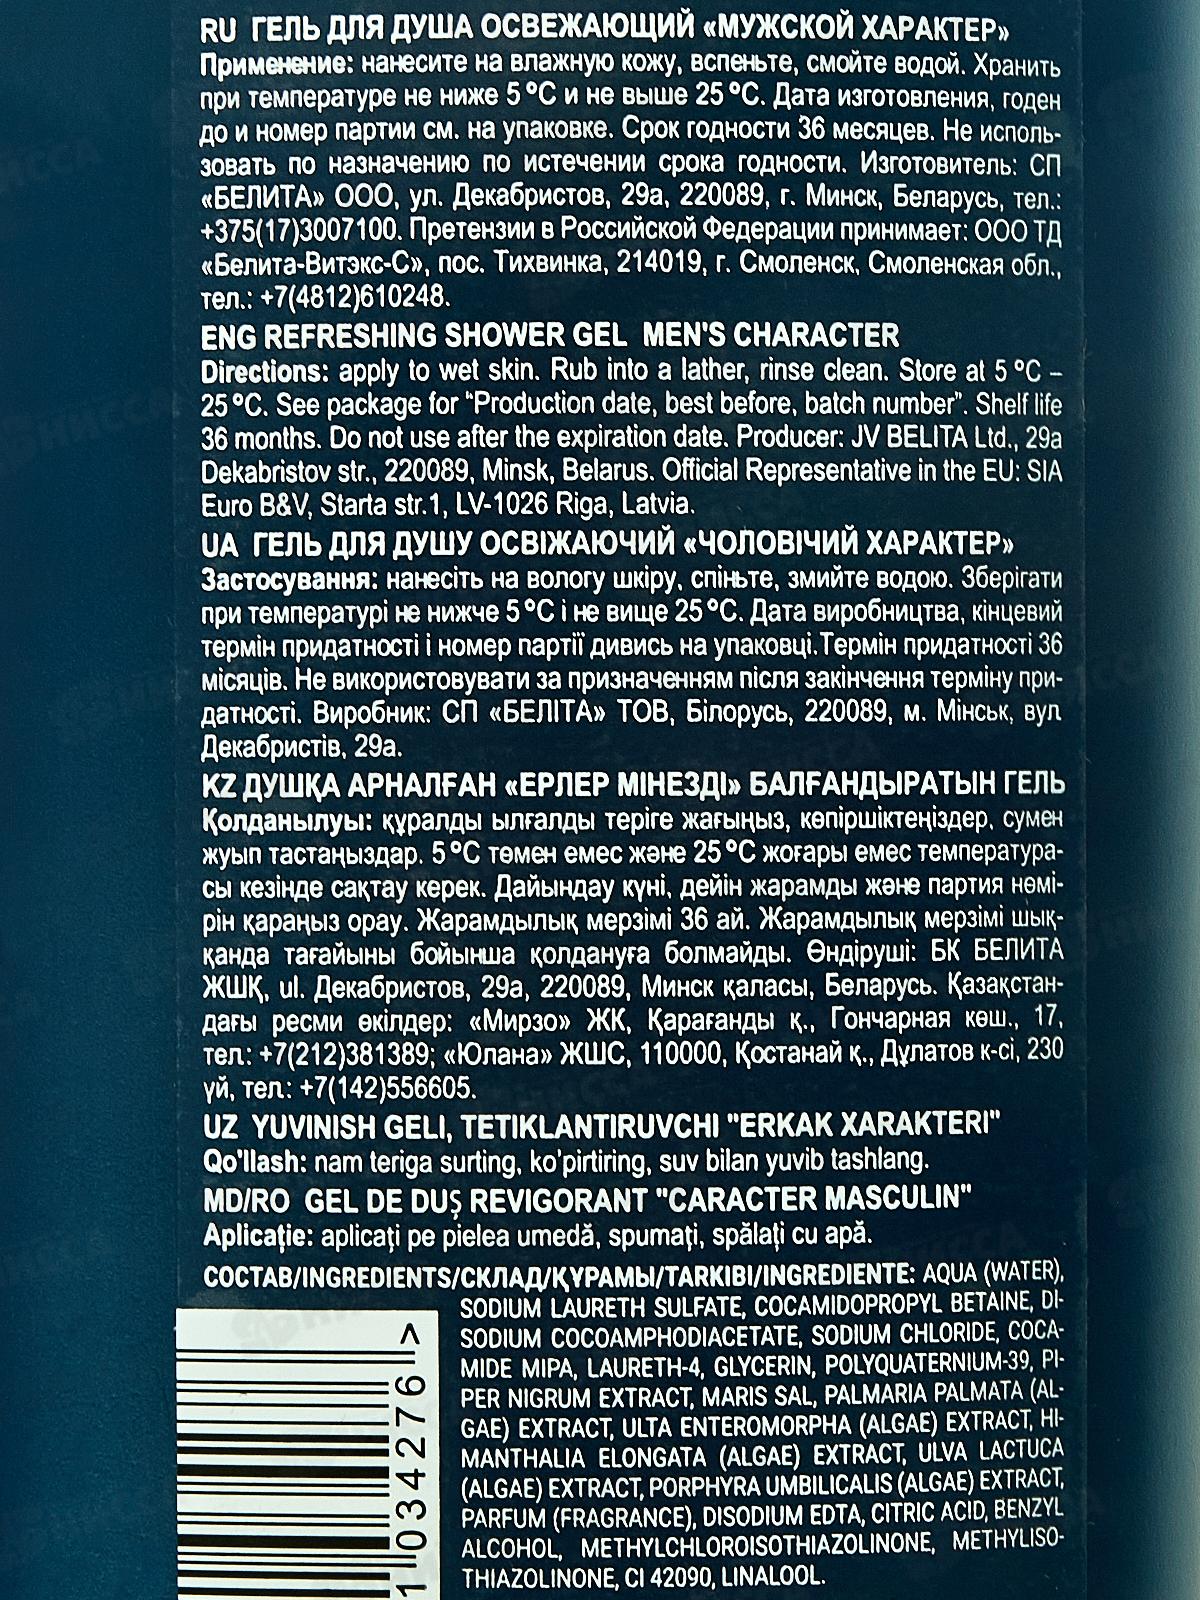 RU ГЕЛЬ ДЛЯ ДУША ОСВЕЖАЮЩИЙ «МУЖСКОЙ ХАРАКТЕР»
Применение: нанесите на влажную кожу, вспеньте, смойте водой. Хранить
при температуре не ниже 5 °С и не выше 25 °С. Дата изготовления, годен
до и номер партии см. на упаковке. Срок годности 36 месяцев. Не исполь-
зовать по назначению по истечении срока годности. Изготовитель: СП
«БЕЛИТА» ООО, ул. Декабристов, 29а, 220089, г. Минск, Беларусь, тел.:
+375(17)3007100. Претензии в Российской Федерации принимает: ООО ТД
«Белита-Витэкс-С», пос. Тихвинка, 214019, г. Смоленск, Смоленская обл.,
тел.: +7(4812)610248.
ENG REFRESHING SHOWER GEL MEN'S CHARACTER
Directions: apply to wet skin. Rub into a lather, rinse clean. Store at 5 °C –
25 °C. See package for “Production date, best before, batch number”. Shelf life
36 months. Do not use after the expiration date. Producer: JV BELITA Ltd., 29a
Dekabristov str., 220089, Minsk, Belarus. Official Representative in the EU: SIA
Euro B&V, Starta str.1, LV-1026 Riga, Latvia.
UA ГЕЛЬ ДЛЯ ДУШУ ОСВІЖАЮЧИЙ «ЧОЛОВІЧИЙ ХАРАКТЕР»
Застосування: нанесіть на вологу шкіру, спіньте, змийте водою. Зберігати
при температурі не нижче 5 °С і не вище 25 °С. Дата виробництва, кінцевий
термін придатності і номер партії дивись на упаковці.Термін придатності 36
місяців. Не використовувати за призначенням після закінчення терміну при-
датності. Виробник: СП «БЕЛІТА» ТОВ, Білорусь, 220089, м. Мінськ, вул
Декабристів, 29а.
KZ ДУШҚА АРНАЛҒАН «ЕРЛЕР МІНЕЗДІ» БАЛҒАНДЫРАТЫН ГЕЛЬ
Қолданылуы: құралды ылғалды теріге жағыңыз, көпіршіктеңіздер, сумен
жуып тастаңыздар. 5 °С төмен емес және 25 °С жоғары емес температура-
сы кезінде сақтау керек. Дайындау күні, дейін жарамды және партия нөмі-
рін қараңыз орау. Жарамдылық мерзімі 36 ай. Жарамдылық мерзімі шық-
қанда тағайыны бойынша қолдануға болмайды. Өндіруші: БК БЕЛИТА
ЖШҚ, ul. Декабристов, 29а, 220089, Минск қаласы, Беларусь. Қазақстан-
дағы ресми өкілдер: «Мирзо» ЖК, Қарағанды қ., Гончарная көш., 17,
тел: +7(212)381389; «Юлана» ЖШС, 110000, Қостанай қ., Дұлатов к-сі, 230
үй, тел: +7(142)556605.
UZ YUVINISH GELI, TETIKLANTIRUVCHI "ERKAK XARAKTERI"
Qo'llash: nam teriga surting, ko'pirtiring, suv bilan yuvib tashlang.
MD/RO GEL DE DUȘ REVIGORANT "CARACTER MASCULIN"
Aplicație: aplicați pe pielea umedă, spumați, spălați cu apă.
СОСТАВ/INGREDIENTS/СКЛАД/ҚҰРАМЫ/TARKIBI/INGREDIENTE: AQUA (WATER),
SODIUM LAURETH SULFATE, COCAMIDOPROPYL BETAINE, DI-
SODIUM COCOAMPHODIACETATE, SODIUM CHLORIDE, COCA-
MIDE MIPA, LAURETH-4, GLYCERIN, POLYQUATERNIUM-39, PI-
PER NIGRUM EXTRACT, MARIS SAL, PALMARIA PALMATA (AL-
GAE) EXTRACT, ULTA ENTEROMORPHA (ALGAE) EXTRACT, HI-
MANTHALIA ELONGATA (ALGAE) EXTRACT, ULVA LACTUCA
(ALGAE) EXTRACT, PORPHYRA UMBILICALIS (ALGAE) EXTRACT,
PARFUM (FRAGRANCE), DISODIUM EDTA, CITRIC ACID, BENZYL
ALCOHOL, METHYLCHLOROISOTHIAZOLINONE, METHYLISO-
THIAZOLINONE, CI 42090, LINALOOL.
1 034276 >